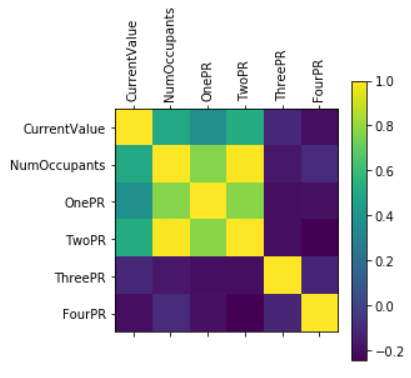 CurrentValue
NumOccupants
OnePR
TwoPR
ThreePR
FourPR
CurrentValue
NumOccupants
OnePR
TwoPR
ThreePR
FourPR
1.0
0.8
0.6
0.4
0.2
0.0
−0.2